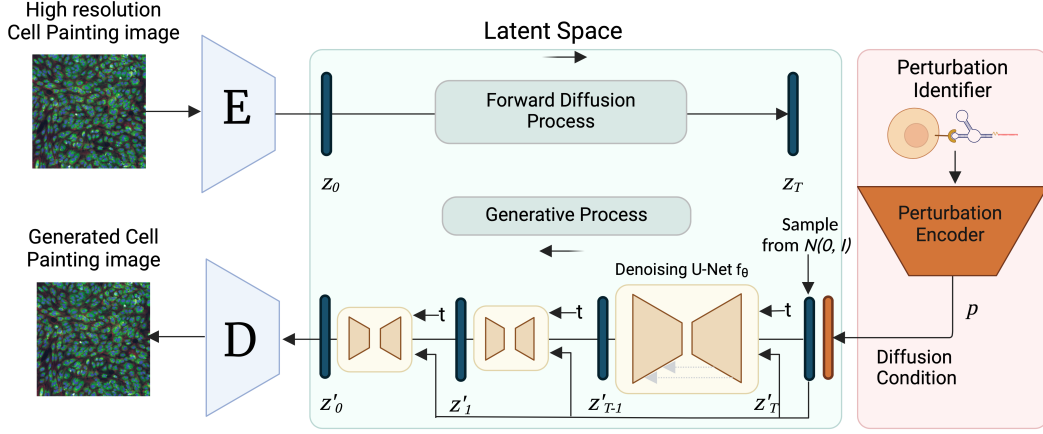 High resolution
Cell Painting image
E
Latent Space
Forward Diffusion
Process
z0
zT
Perturbation
Identifier
Perturbation
Encoder
p
Diffusion
Condition
Generative Process
Sample
from N(0, I)
Denoising U-Net fθ
t
t
t
Generated Cell
Painting image
D
z'0
z'1
z'T-1
z'T